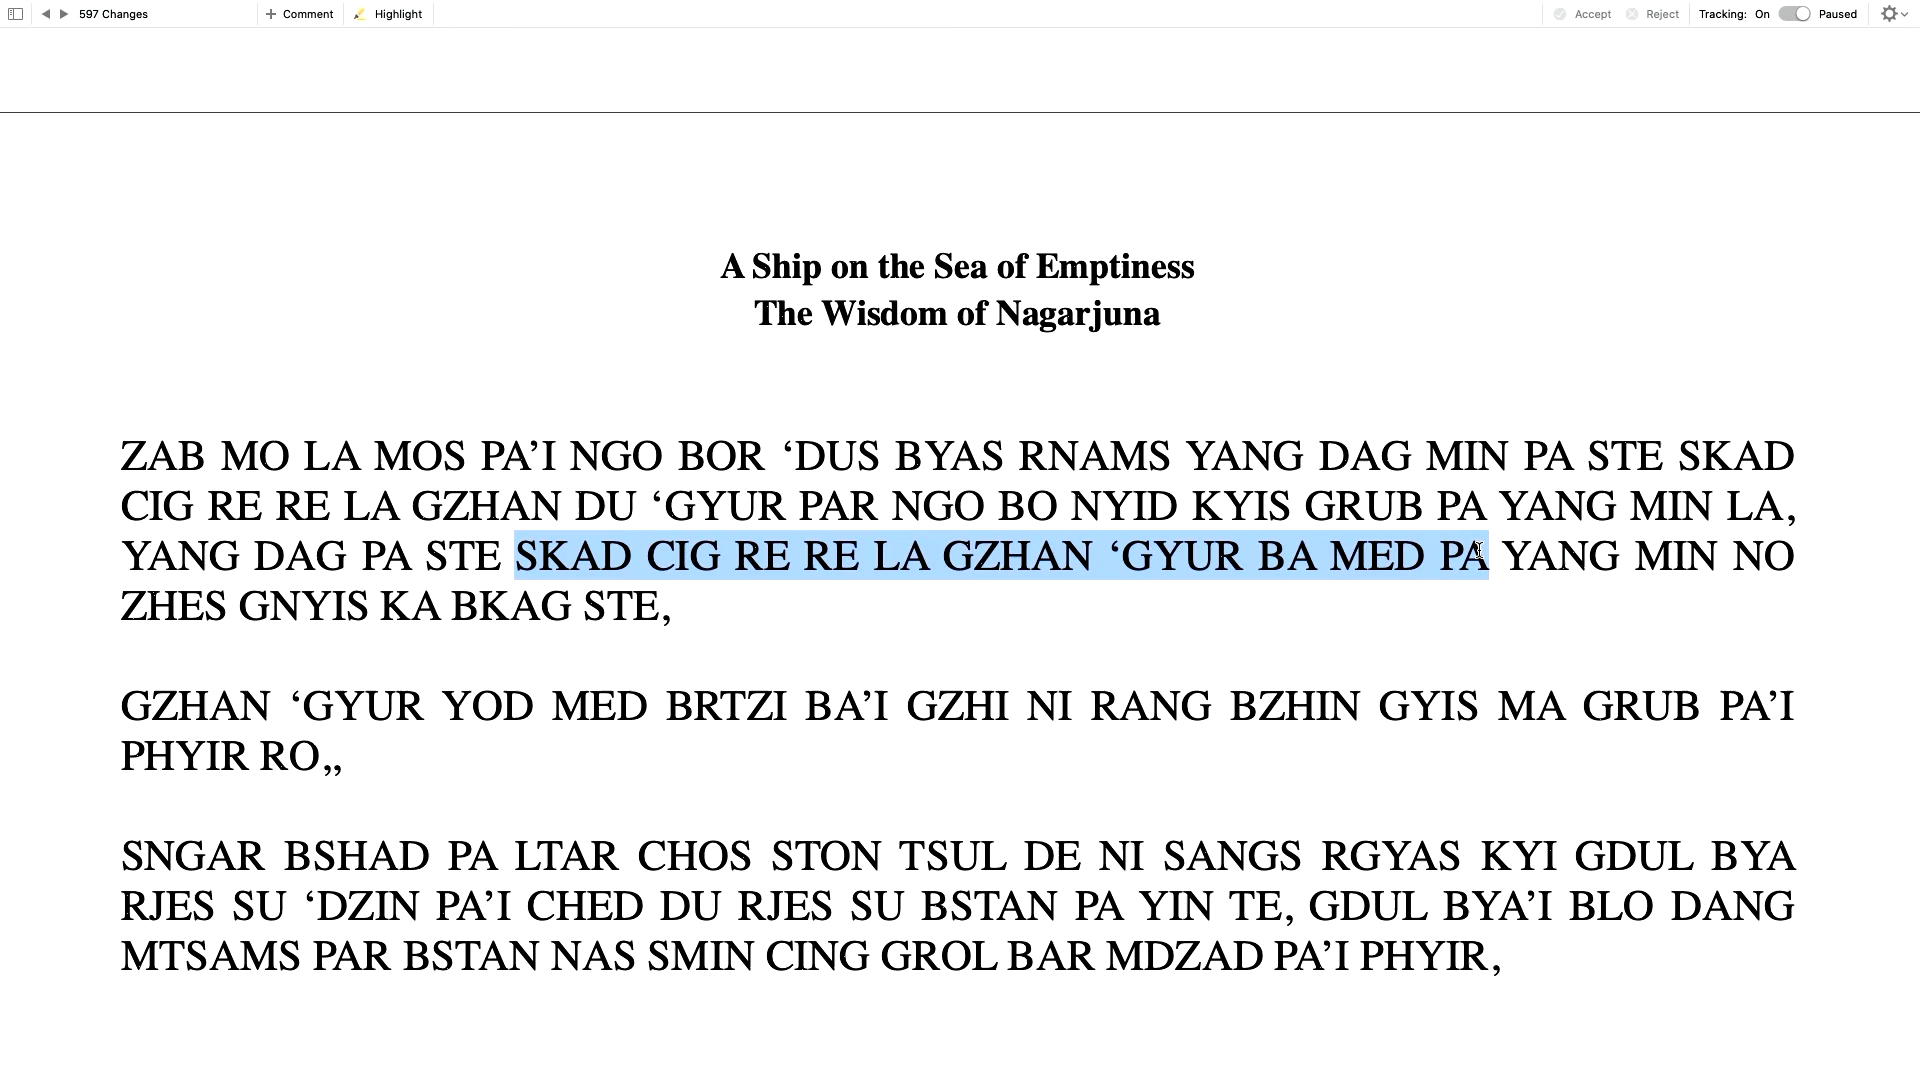 597 Changes
Comment
Highlight
Accept
Reject
Tracking: On
Paused
A Ship on the Sea of Emptiness
The Wisdom of Nagarjuna
ZAB MO LA MOS PA’I NGO BOR ‘DUS BYAS RNAMS YANG DAG MIN PA STE SKAD
CIG RE RE LA GZHAN DU ‘GYUR PAR NGO BO NYID KYIS GRUB PA YANG MIN LA,
YANG DAG PA STE SKAD CIG RE RE LA GZHAN ‘GYUR BA MED PA YANG MIN NO
ZHES GNYIS KA BKAG STE,
GZHAN ‘GYUR YOD MED BRTZI BA’I GZHI NI RANG BZHIN GYIS MA GRUB PA’I
PHYIR RO,,
SNGAR BSHAD PA LTAR CHOS STON TSUL DE NI SANGS RGYAS KYI GDUL BYA
RJES SU ‘DZIN PA’I CHED DU RJES SU BSTAN PA YIN TE, GDUL BYA’I BLO DANG
MTSAMS PAR BSTAN NAS SMIN CING GROL BAR MDZAD PA’I PHYIR,